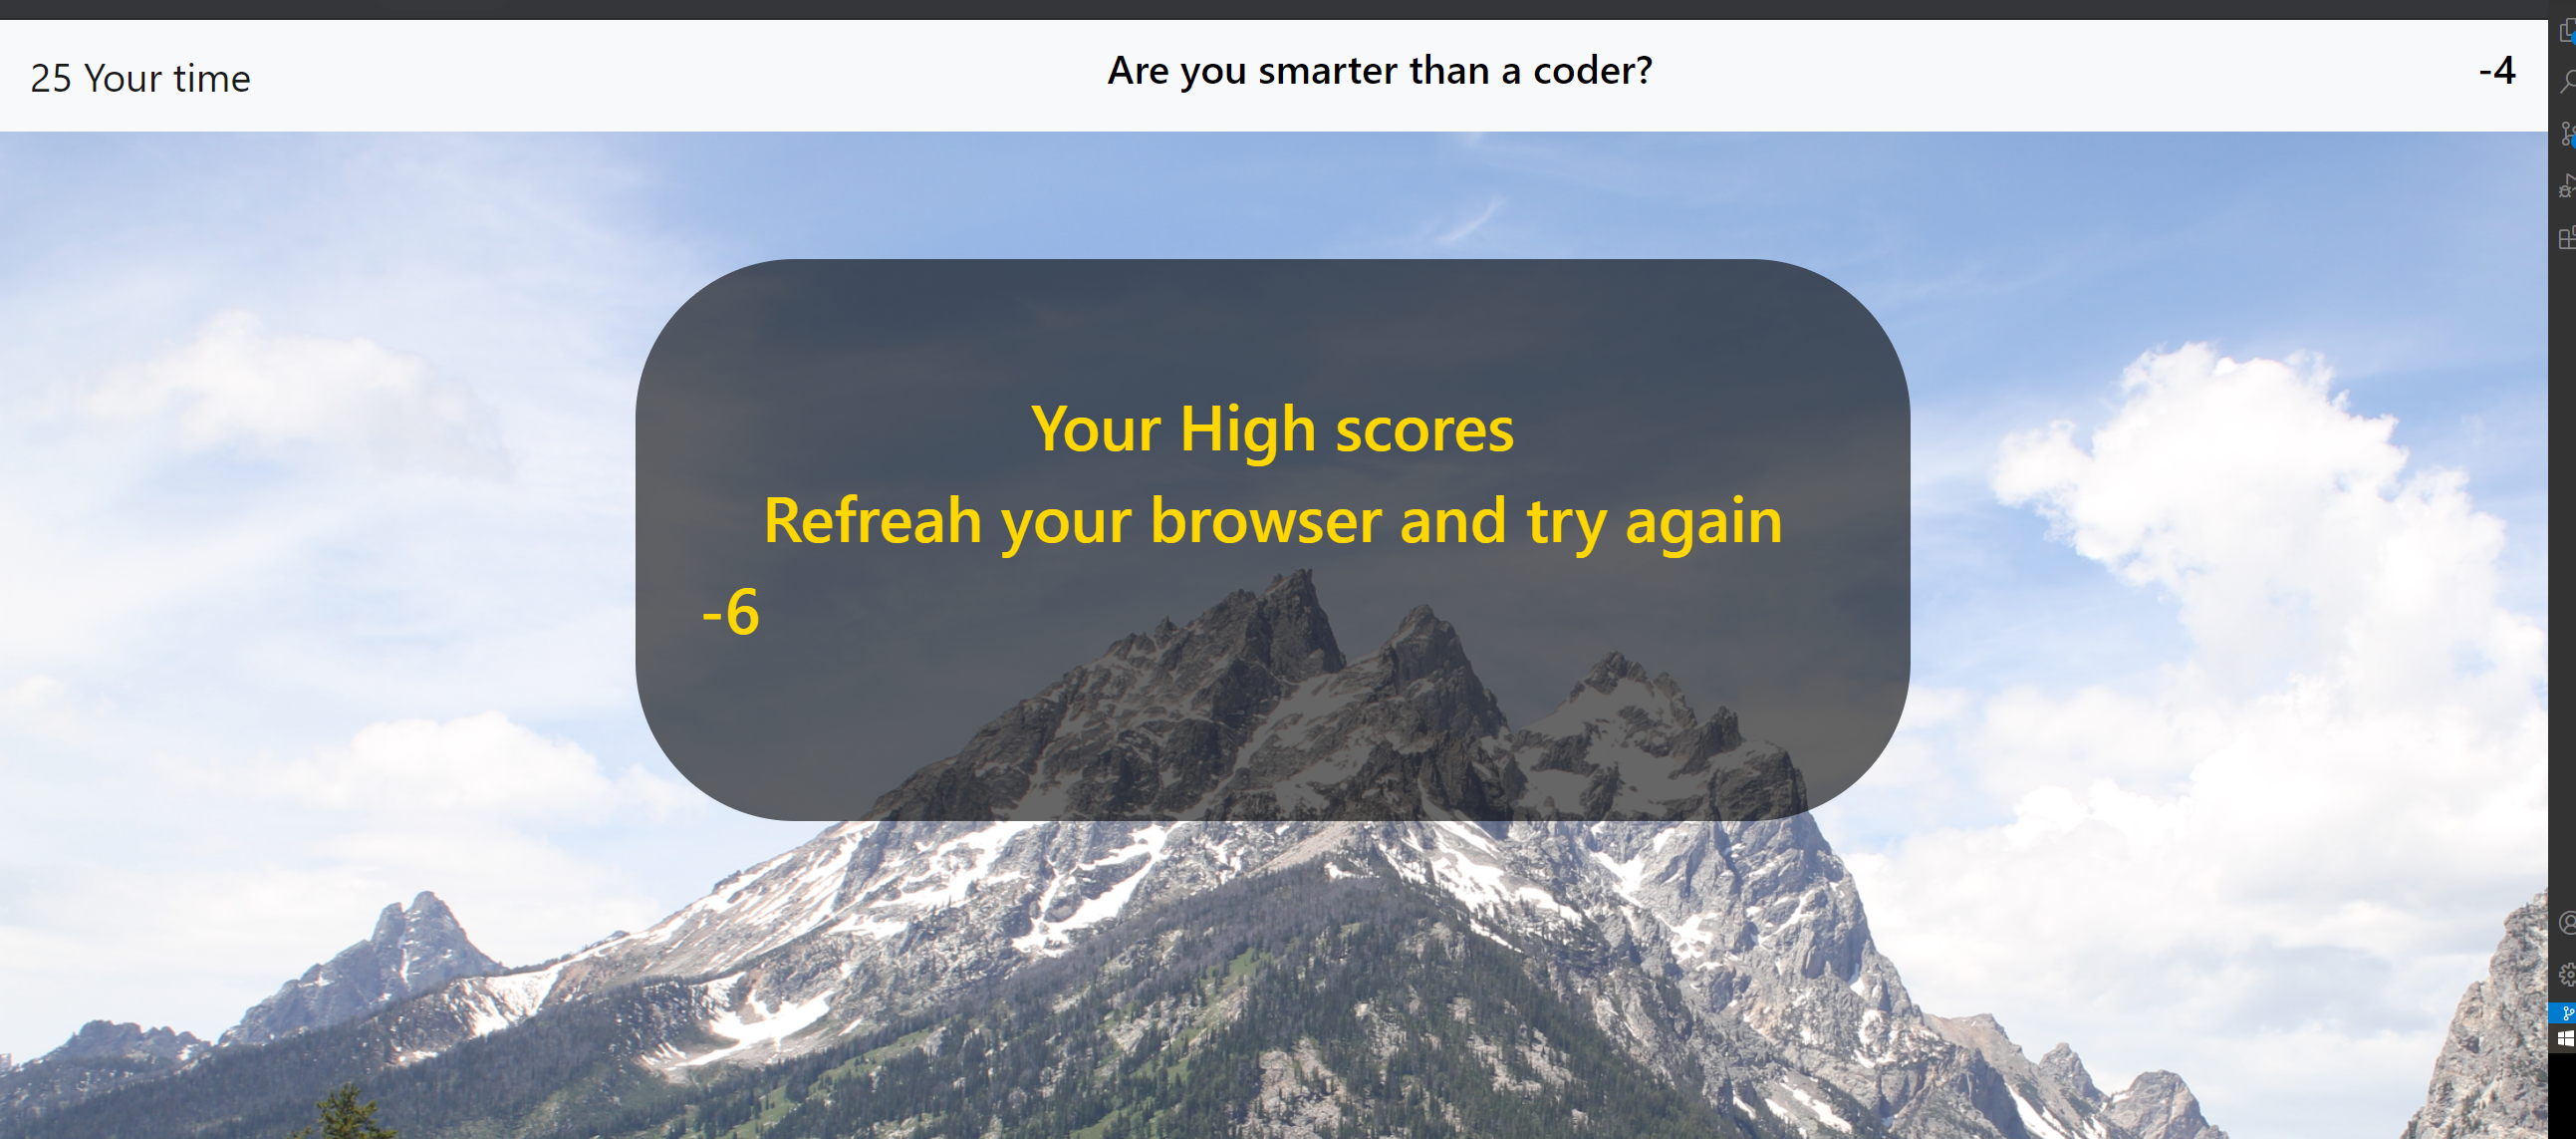 25 Your time
Are you smarter than a coder?
-4
Your High scores
Refreah your browser and try again
-6